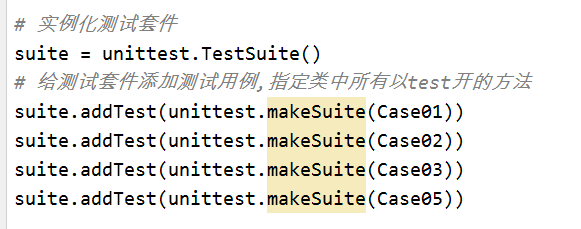 # 实例化测试套件
suite = unittest.TestSuite()
# 给测试套件添加测试用例,指定类中所有以test开的方法
suite.addTest(unittest.makeSuite(Case01))
suite.addTest(unittest.makeSuite(Case02))
suite.addTest(unittest.makeSuite(Case03))
suite.addTest(unittest.makeSuite(Case05))